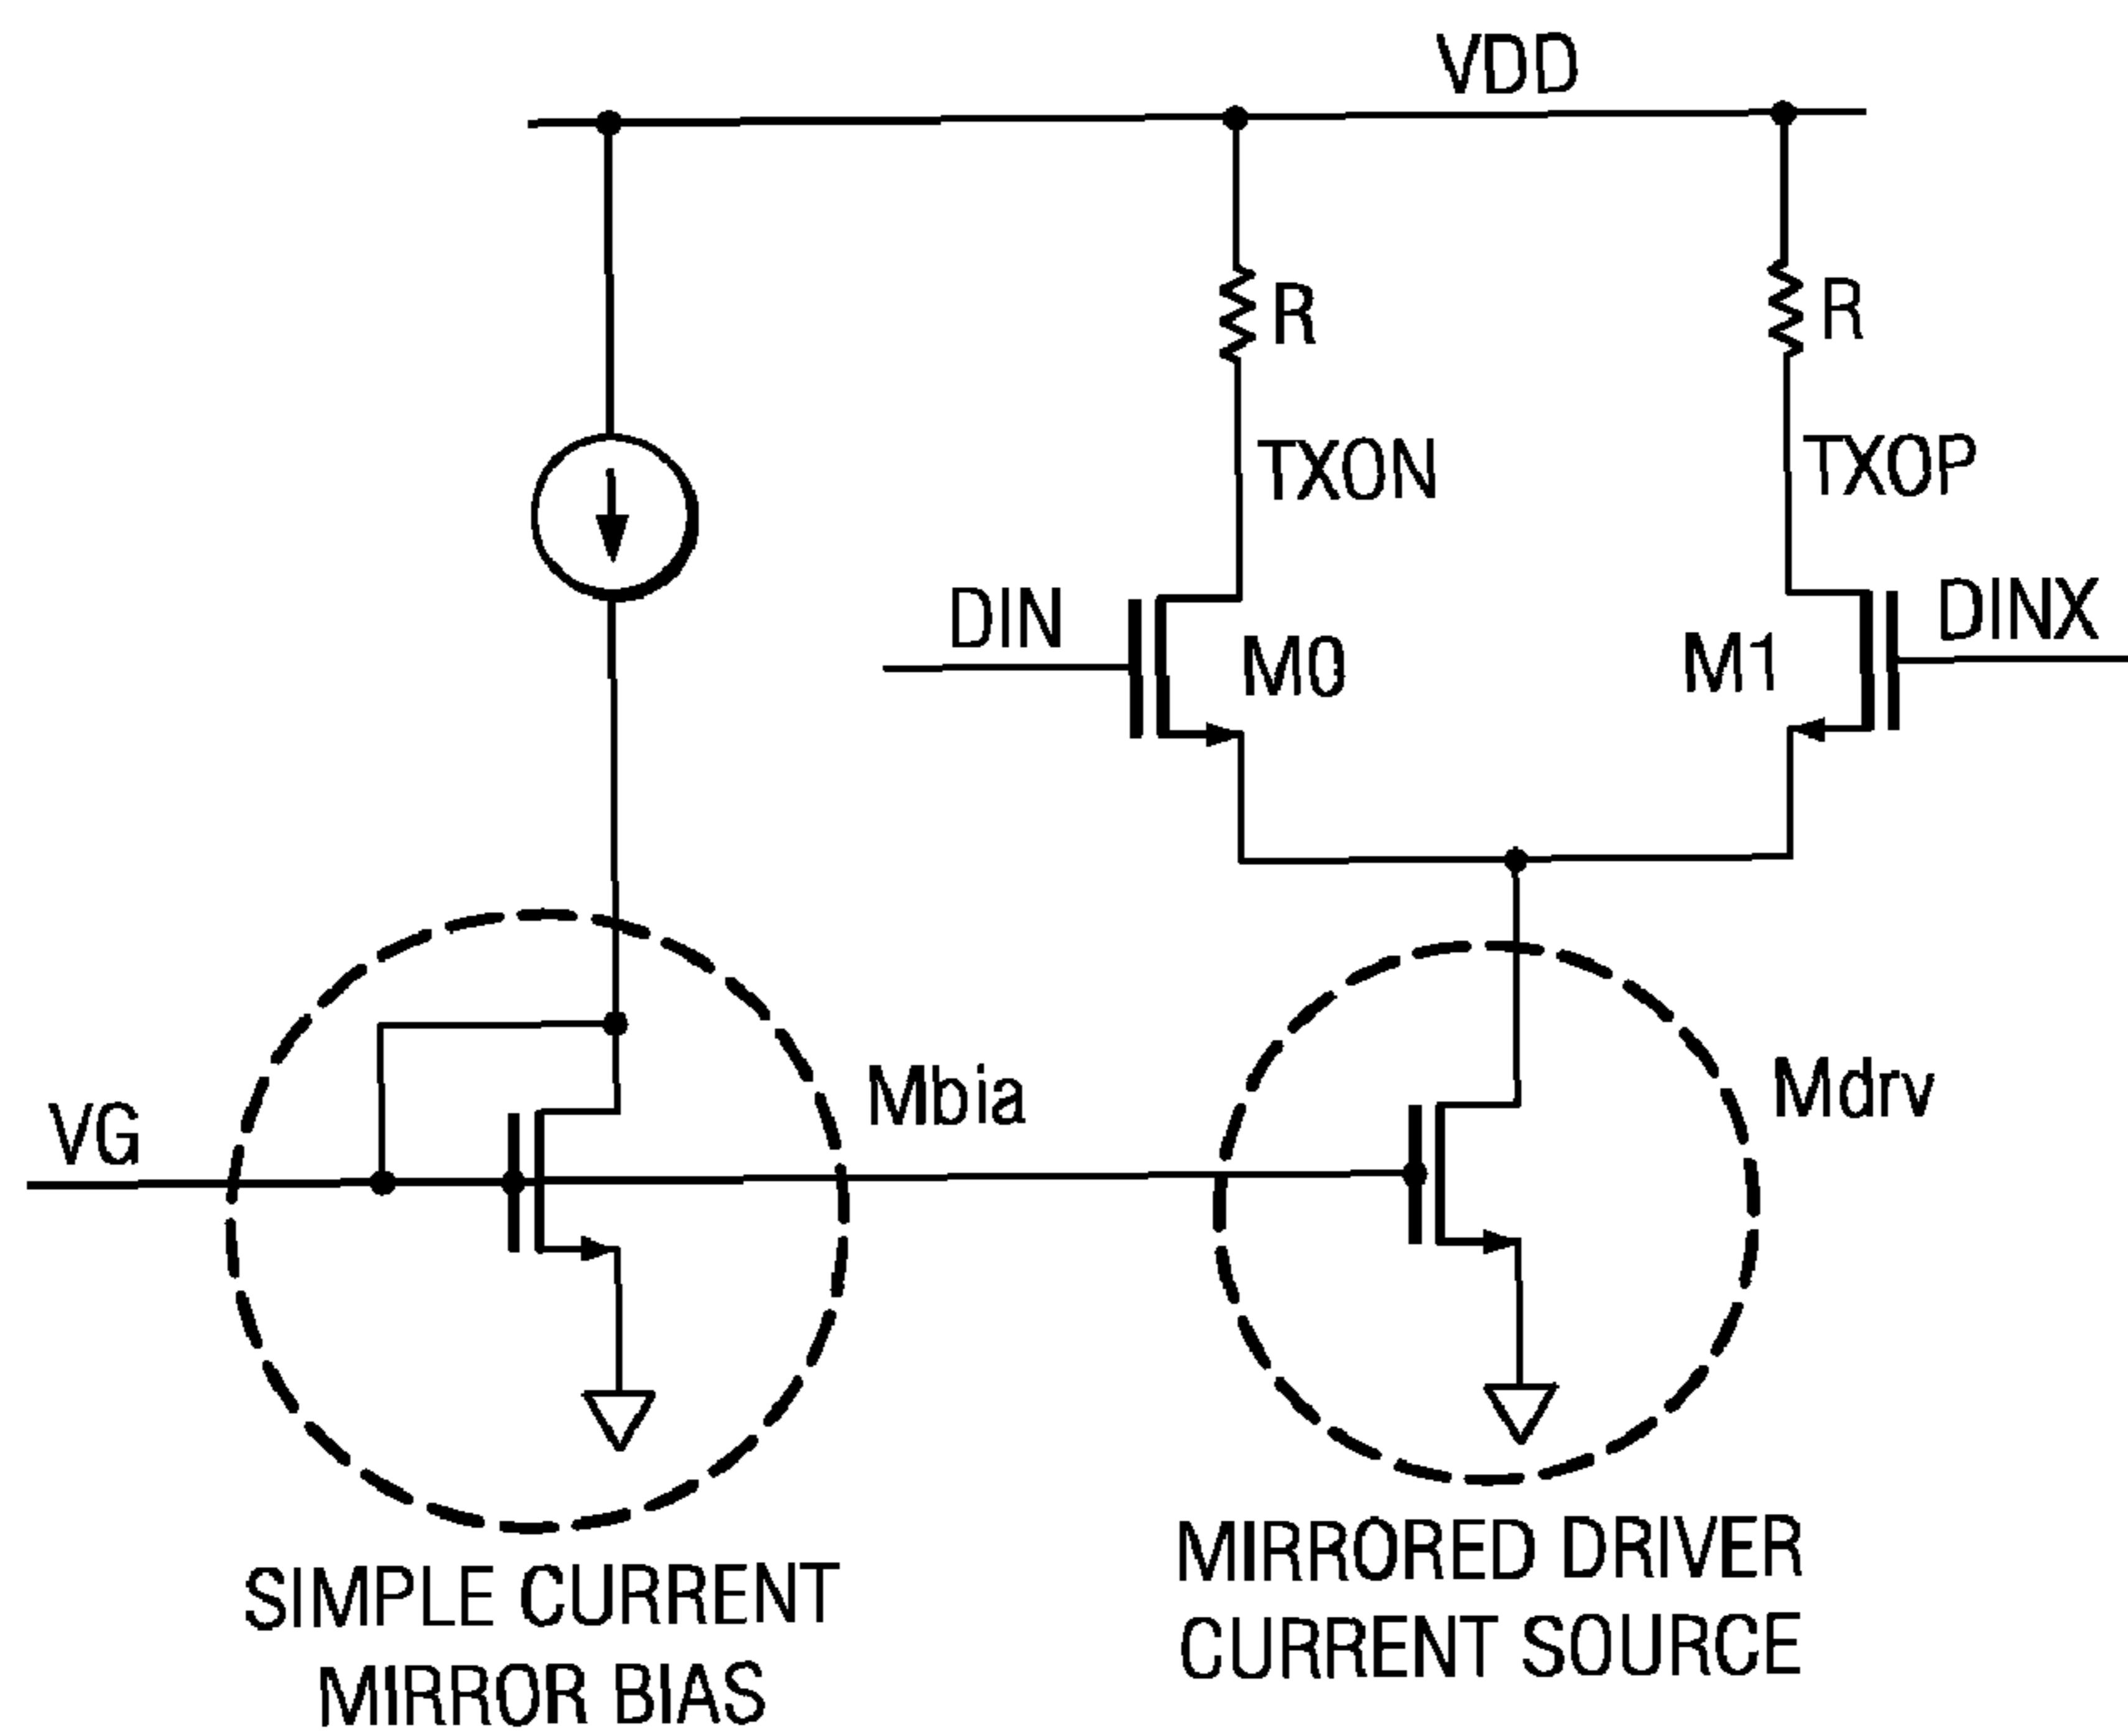 VDD
R
R
TXON
TXOP
DIN
M0
M1
DINX
VG
Mbia
Mdrv
SIMPLE CURRENT
MIRROR BIAS
MIRRORED DRIVER
CURRENT SOURCE